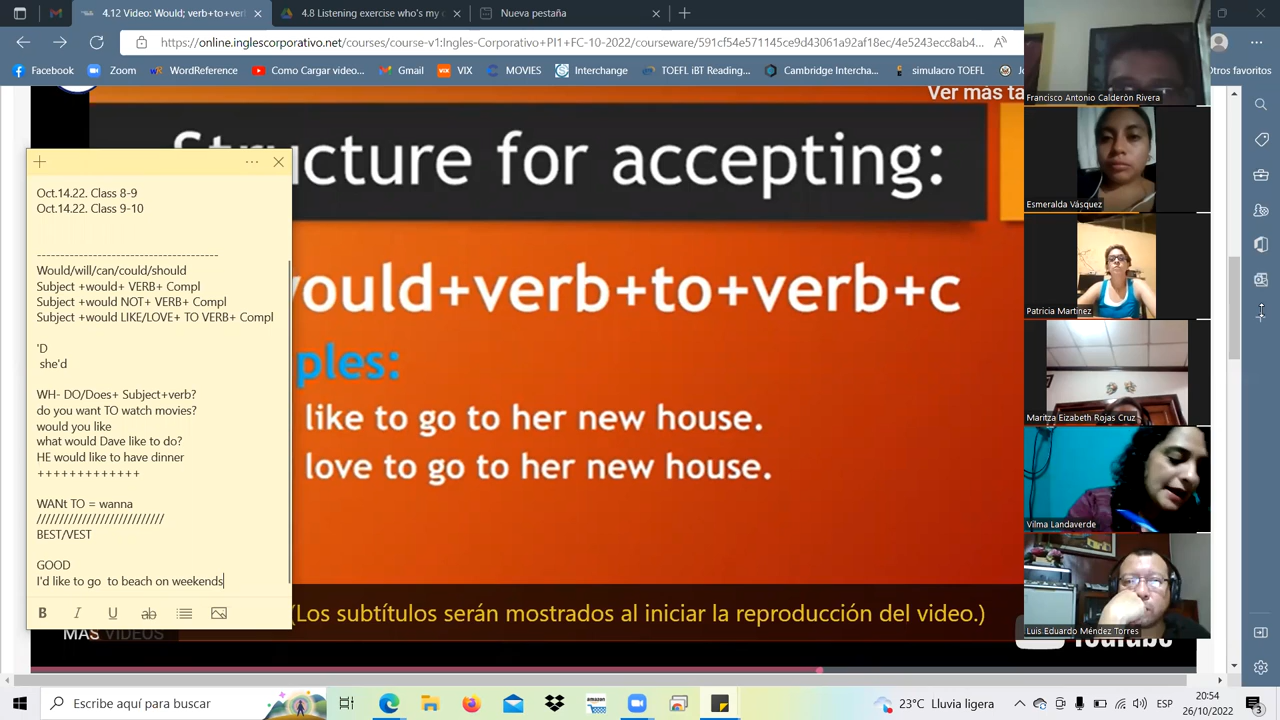 4.12 Verb+to+verb
4.8 Listening exercise who's my c
Nueva pestaña
https://online.inglescorporativo.net/courses/course-v1:Ingles-Corporativo+PI1+FC-10-2022/courseware/591cf54e571145ce9d43061a92af18ec/4e5243ecc8ab4...
Facebook
Zoom
WordReference
Como Cargar video...
Gmail
VIX
MOVIES
Interchange
TOEFL iBT Reading...
Cambridge Intercha...
simulacro TOEFL
Otros favoritos
Ver más ta
Structure for accepting:
would+verb+to+verb+c
ples:
like to go to her new house.
love to go to her new house.
(Los subtítulos serán mostrados al iniciar la reproducción del video.)
MÁS VÍDEOS
YouTube
Oct.14.22. Class 8-9
Oct.14.22. Class 9-10
---------------------------------------
Would/will/can/could/should
Subject +would+ VERB+ Compl
Subject +would NOT+ VERB+ Compl
Subject +would LIKE/LOVE+ TO VERB+ Compl
'D
she'd
WH- DO/Does+ Subject+verb?
do you want TO watch movies?
would you like
what would Dave like to do?
HE would like to have dinner
+++++++++++++
WANt TO = wanna
////////////////////////////
BEST/VEST
GOOD
I'd like to go  to beach on weekends
B I U ab
Francisco Antonio Calderón Rivera
Esmeralda Vásquez
Patricia Martinez
Maritza Eizabeth Rojas Cruz
Vilma Landaverde
Luis Eduardo Méndez Torres
Escribe aquí para buscar
23°C Lluvia ligera
ESP
20:54
26/10/2022
3